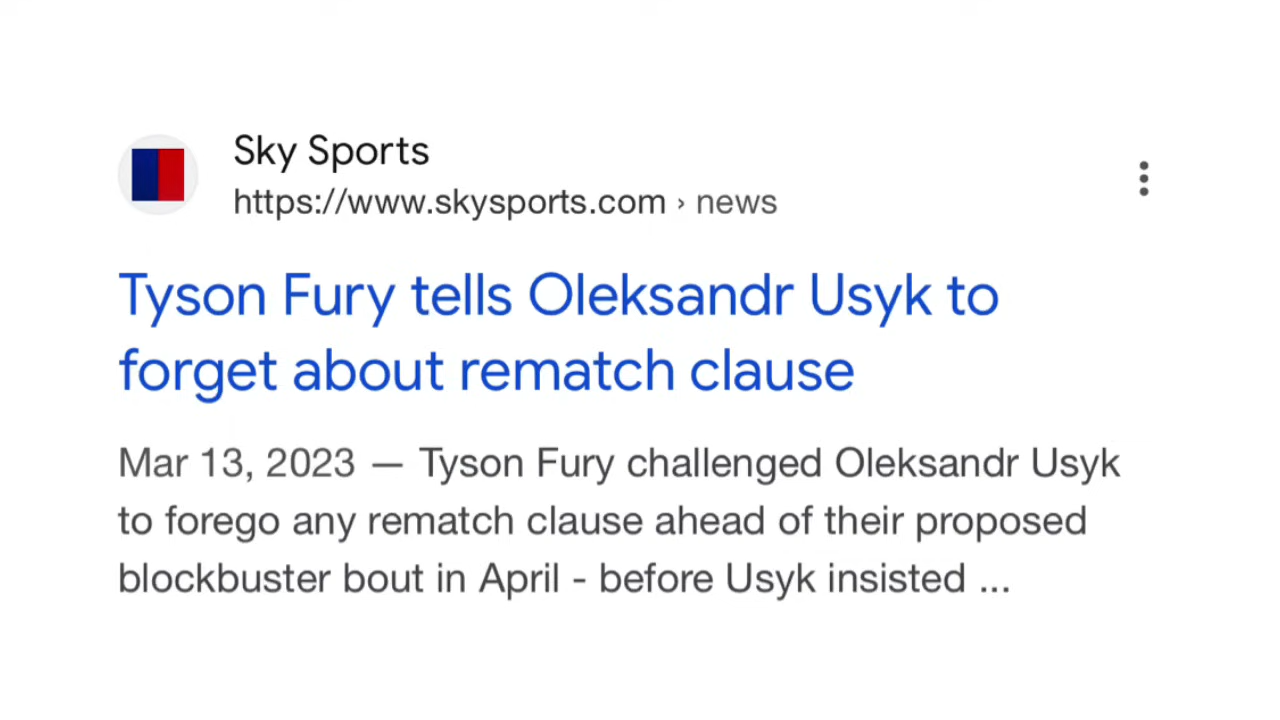 Sky Sports
https://www.skysports.com › news
Tyson Fury tells Oleksandr Usyk to
forget about rematch clause
Mar 13, 2023 — Tyson Fury challenged Oleksandr Usyk
to forego any rematch clause ahead of their proposed
blockbuster bout in April - before Usyk insisted ...